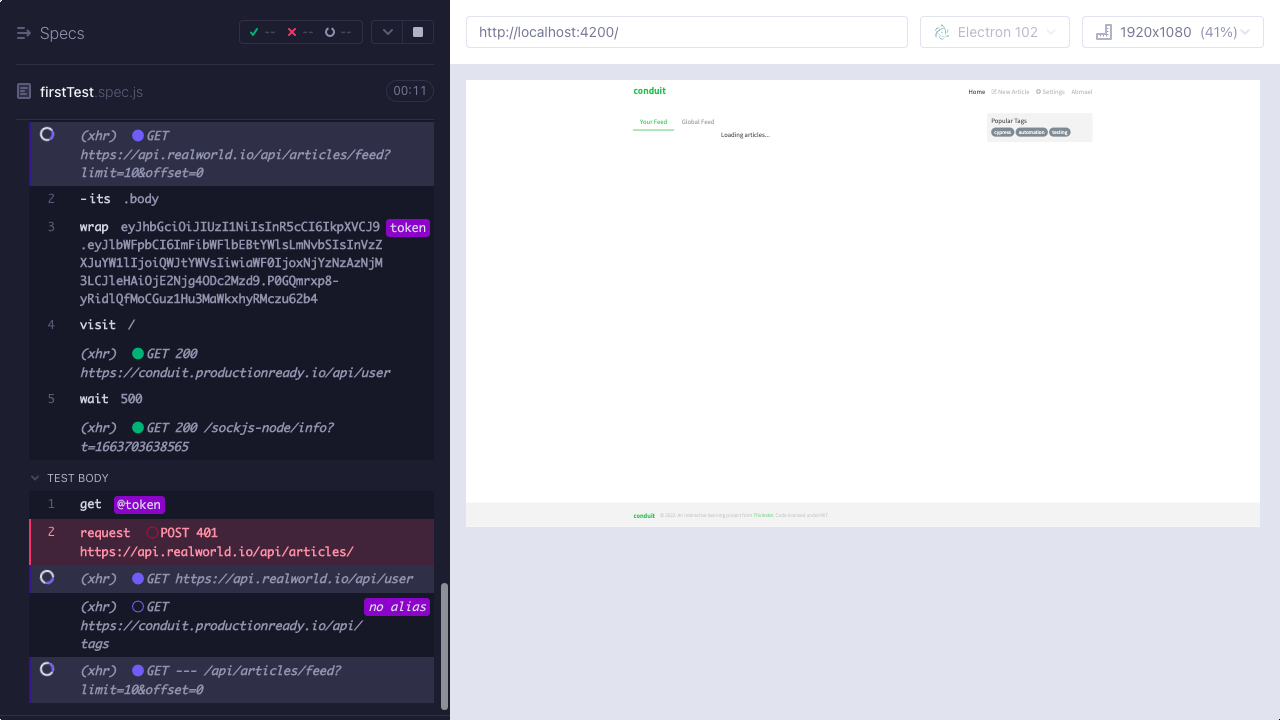 Specs
-- -- --
firstTest.spec.js 00:11
(xhr) GET
https://api.realworld.io/api/articles/feed?
limit=10&offset=0
2 -its .body
3 wrap eyJhbGciOiJIUzI1NiIsInR5cCI6IkpXVCJ9 token
.eyJlbWFpbCI6ImFibWFlbEBtYWlsLmNvbSIsInVzZ
XJuYW1lIjoiQWJtYWVsIiwiaWF0IjoxNjYzNzAzNjM
3LCJleHAiOjE2Njg4ODc2Mzd9.P0GQmrxp8-
yRidlQfMoCGuz1Hu3MaWkxhyRMczu62b4
4 visit /
(xhr) GET 200
https://conduit.productionready.io/api/user
5 wait 500
(xhr) GET 200 /sockjs-node/info?
t=1663703638565
TEST BODY
1 get @token
2 request POST 401
https://api.realworld.io/api/articles/
(xhr) GET https://api.realworld.io/api/user
(xhr) GET no alias
https://conduit.productionready.io/api/
tags
(xhr) GET --- /api/articles/feed?
limit=10&offset=0
http://localhost:4200/
Electron 102
1920x1080 (41%)
conduit
Home New Article Settings Abmael
Your Feed Global Feed
Loading articles...
Popular Tags
cypress automation testing
conduit © 2022. An interactive learning project from Thinkster. Code licensed under MIT.